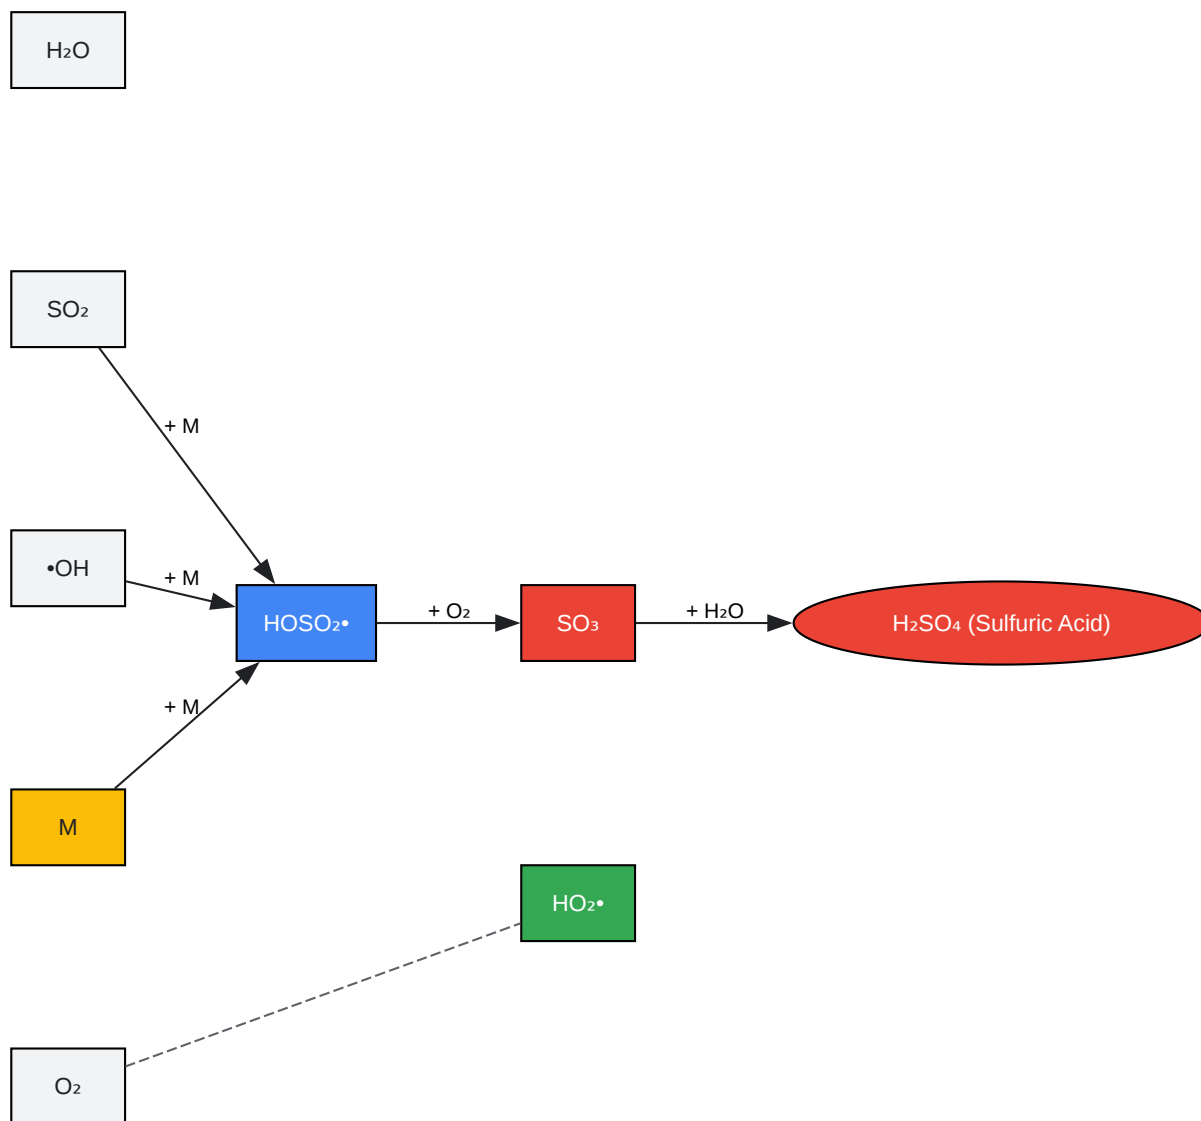 H₂O
SO₂
+ M
•OH
+ M
HOSO₂•
+ O₂
SO₃
+ H₂O
H₂SO₄ (Sulfuric Acid)
+ M
M
HO₂•
O₂